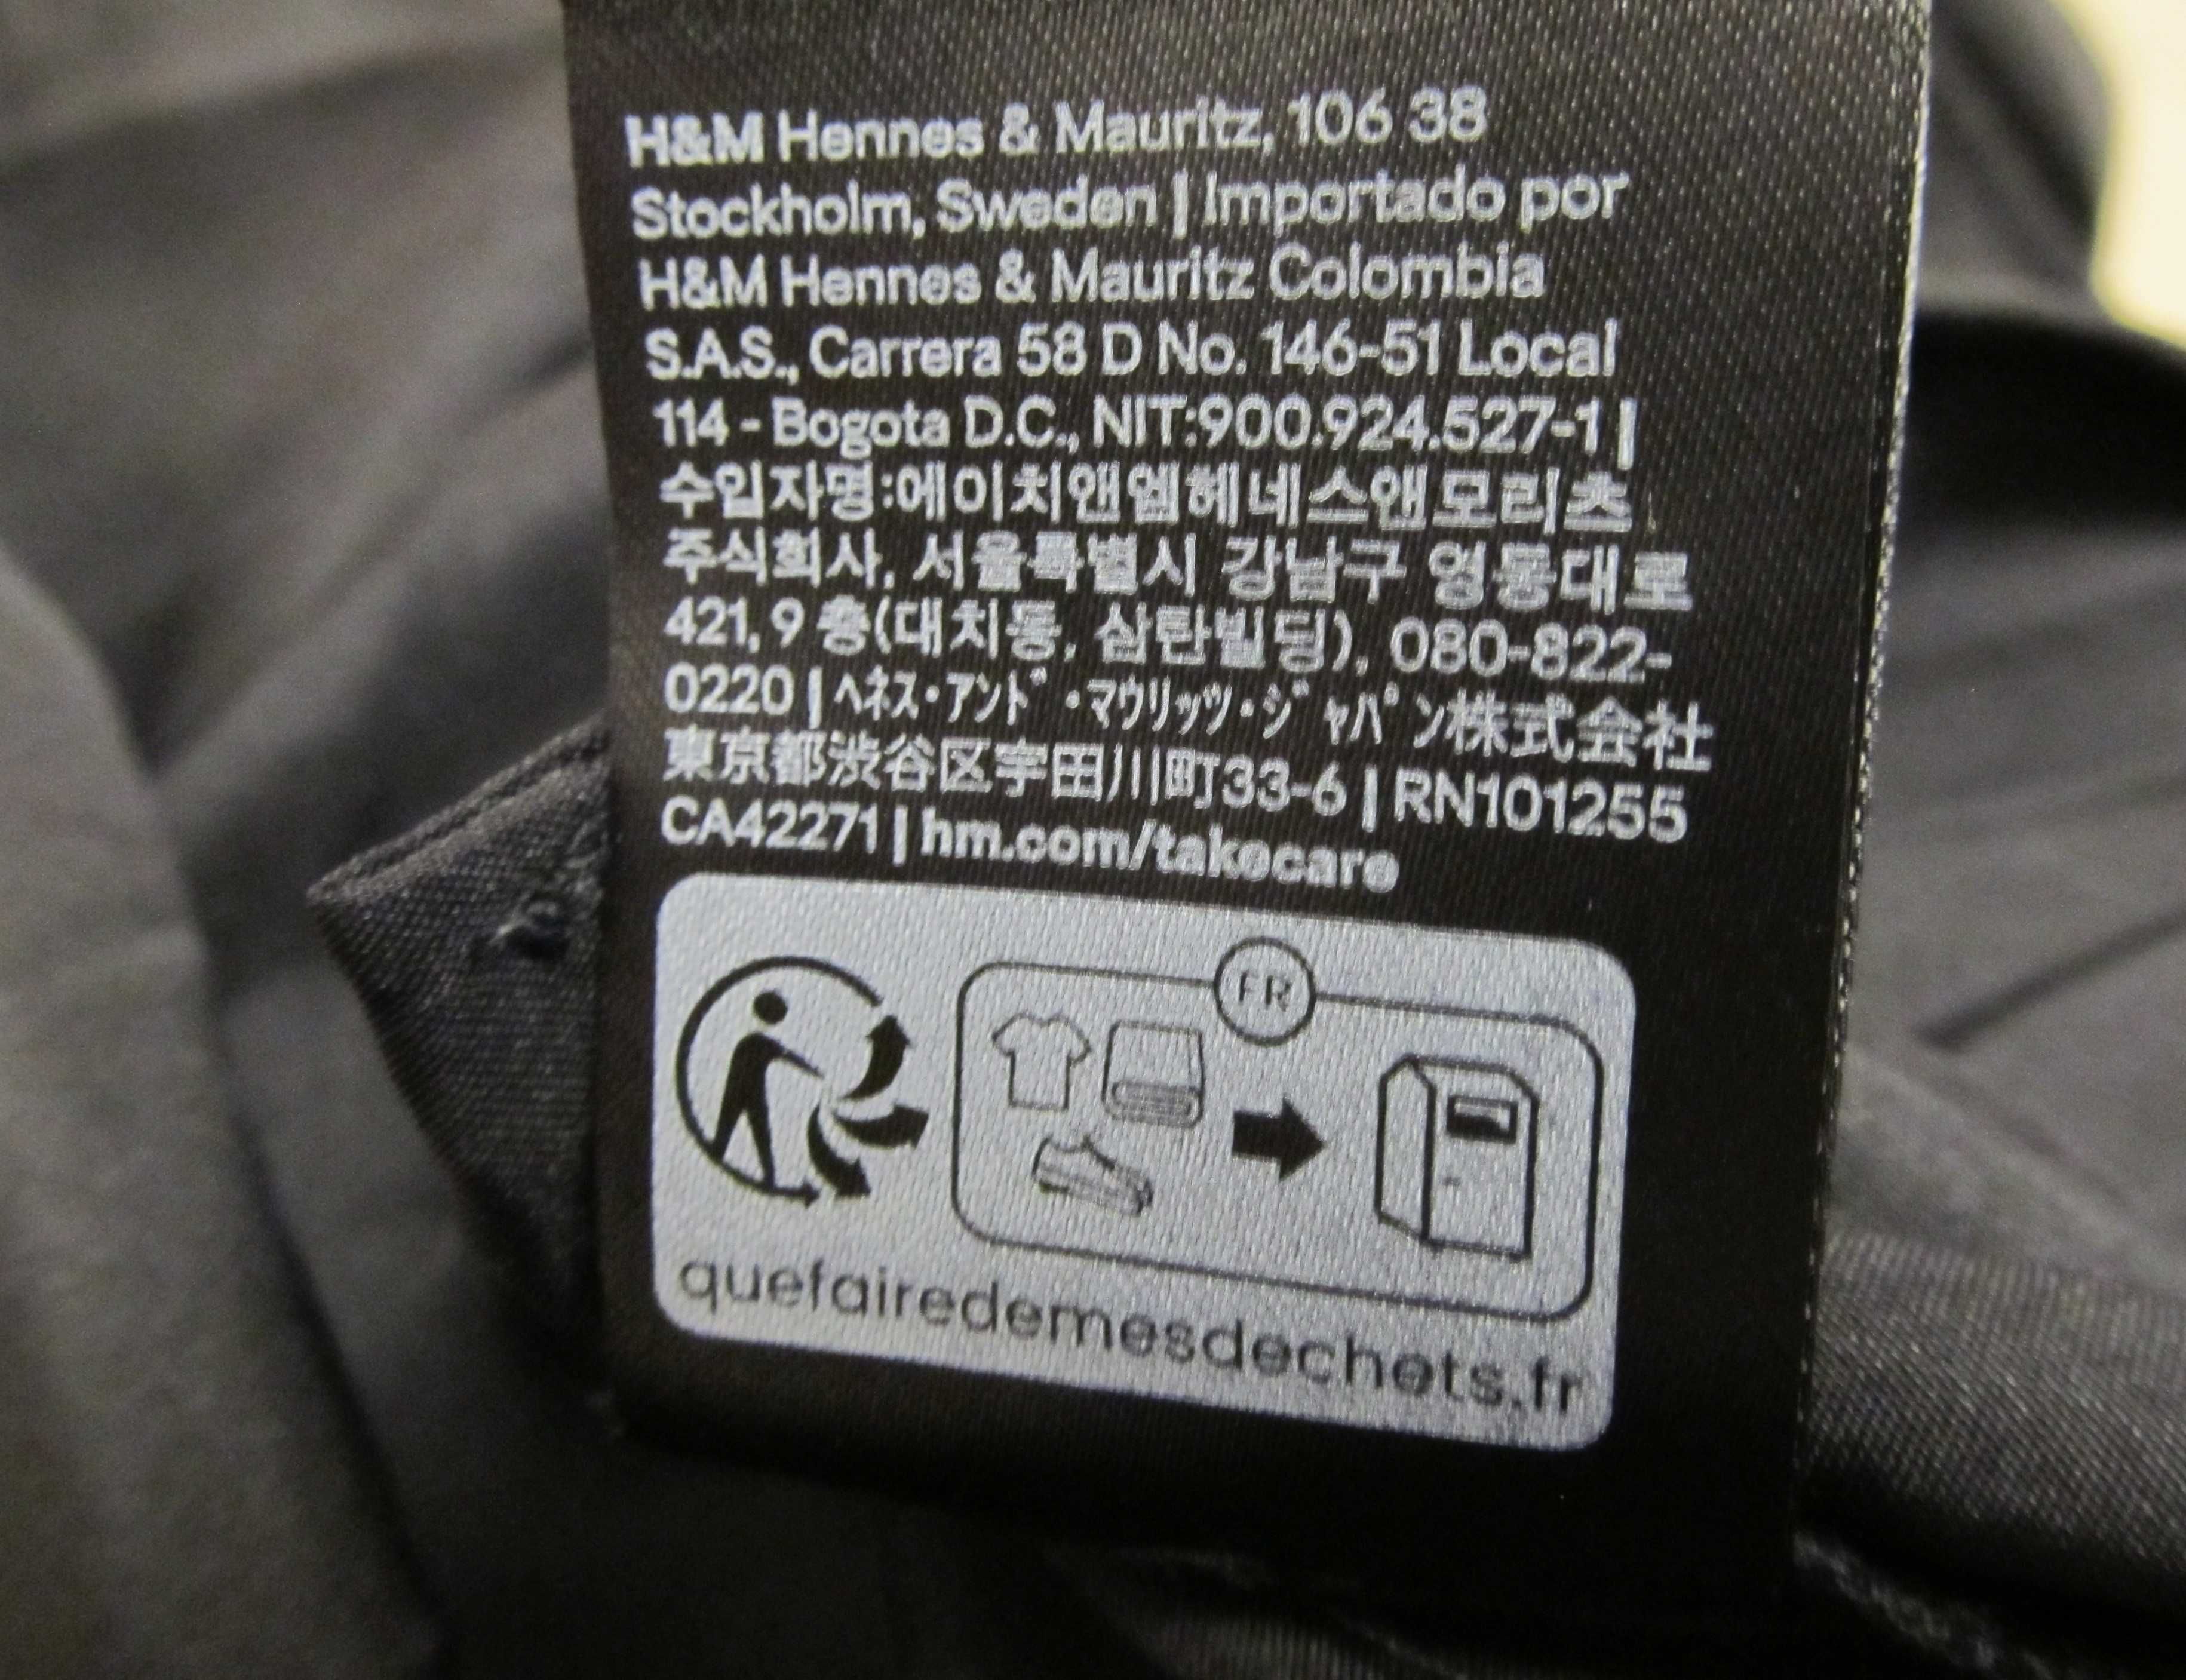 H&M Hennes & Mauritz, 106 38
Stockholm, Sweden | Importado por
H&M Hennes & Mauritz Colombia
S.A.S., Carrera 58 D No. 146-51 Local
114 - Bogota D.C., NIT:900.924.527-1 |
수입자명:에이치앤엠헤네스앤모리츠
주식회사, 서울특별시 강남구 영동대로
421, 9 층(대치동, 삼탄빌딩), 080-822-
0220 | ヘネス・アンド・マウリッツ・ジャパン株式会社
東京都渋谷区宇田川町33-6 | RN101255
CA42271 | hm.com/takecare
FR
quefairedemesdechets.fr